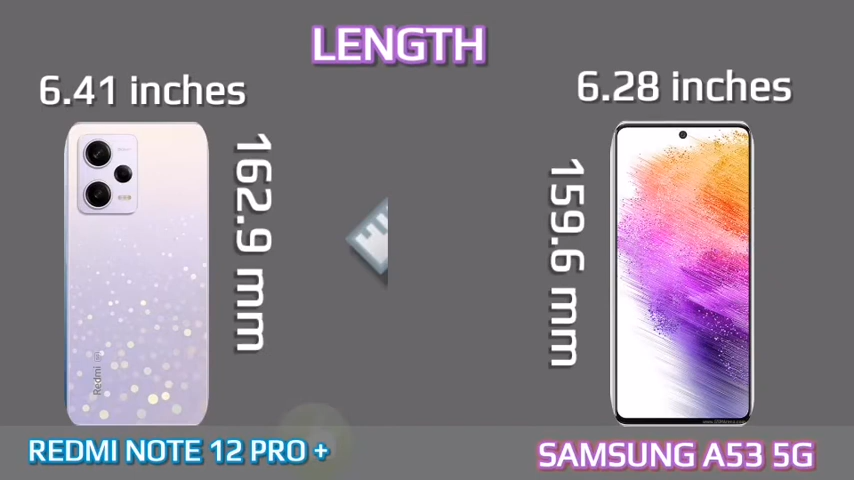 LENGTH
6.41 inches
6.28 inches
162.9 mm
159.6 mm
Redmi
REDMI NOTE 12 PRO +
SAMSUNG A53 5G